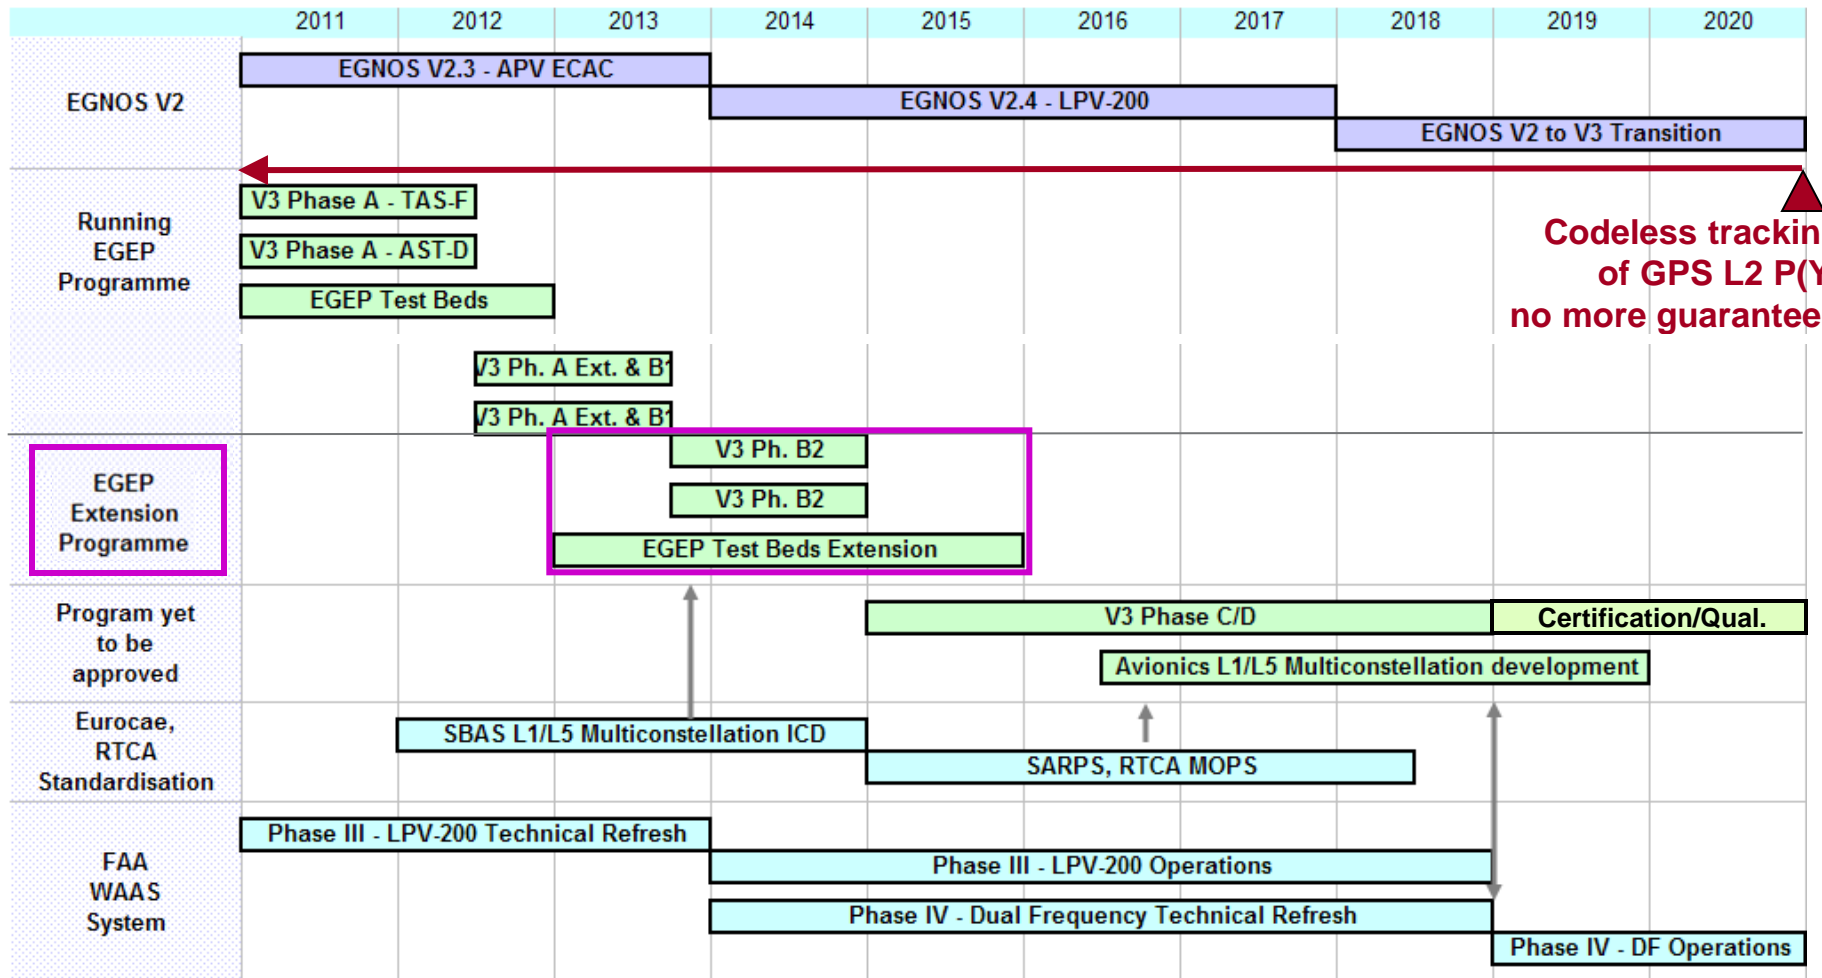 2011 2012 2013 2014 2015 2016 2017 2018 2019 2020
EGNOS V2
EGNOS V2.3 - APV ECAC
EGNOS V2.4 - LPV-200
EGNOS V2 to V3 Transition
Running
EGEP
Programme
V3 Phase A - TAS-F
V3 Phase A - AST-D
EGEP Test Beds
Codeless trackin
of GPS L2 P(Y
no more guarantee
V3 Ph. A Ext. & B1
V3 Ph. A Ext. & B1
EGEP
Extension
Programme
V3 Ph. B2
V3 Ph. B2
EGEP Test Beds Extension
Program yet
to be
approved
V3 Phase C/D
Certification/Qual.
Avionics L1/L5 Multiconstellation development
Eurocae,
RTCA
Standardisation
SBAS L1/L5 Multiconstellation ICD
SARPS, RTCA MOPS
FAA
WAAS
System
Phase III - LPV-200 Technical Refresh
Phase III - LPV-200 Operations
Phase IV - Dual Frequency Technical Refresh
Phase IV - DF Operations